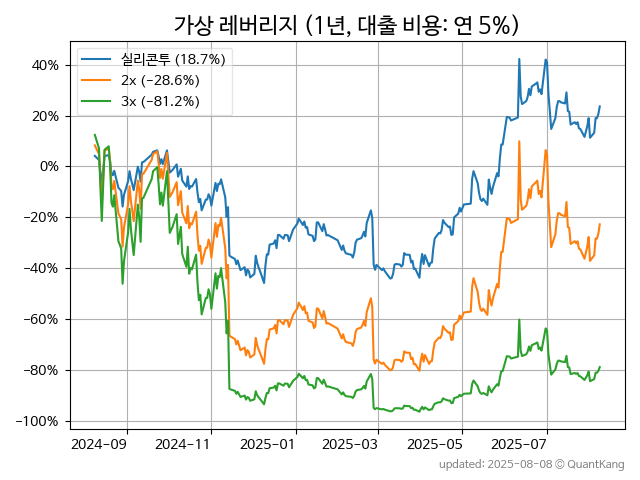 가상 레버리지 (1년, 대출 비용: 연 5%)
실리콘투 (18.7%)
2x (−28.6%)
3x (−81.2%)
40%
20%
0%
−20%
−40%
−60%
−80%
−100%
2024-09 2024-11 2025-01 2025-03 2025-05 2025-07
updated: 2025-08-08 © QuantKang